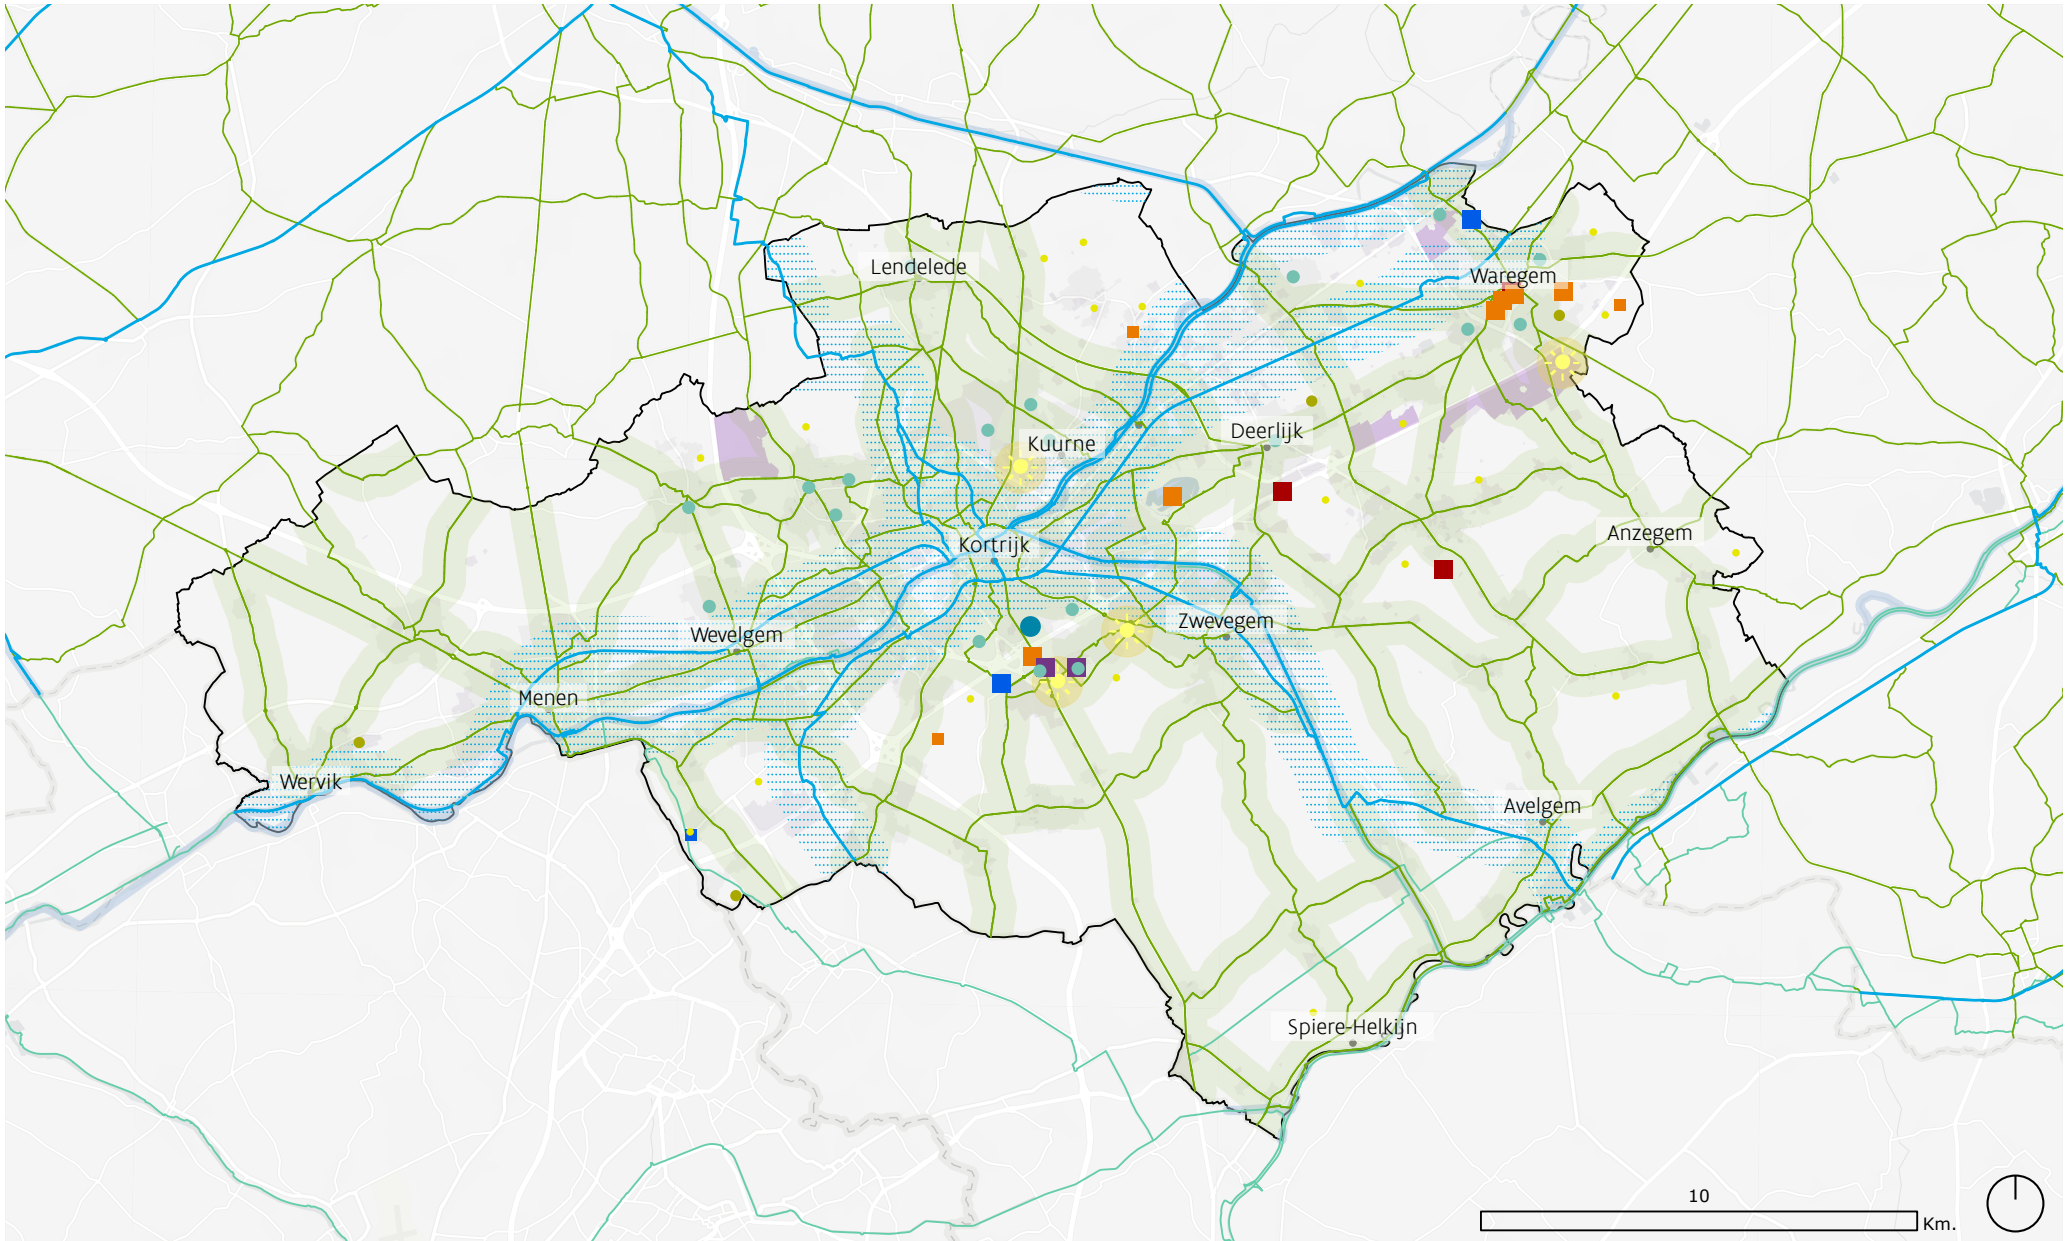 Lendelede
Waregem
Kuurne
Deerlijk
Anzegem
Kortrijk
Zwevegem
Wevelgem
Menen
Wervik
Avelgem
Spiere-Helkijn
10
Km.